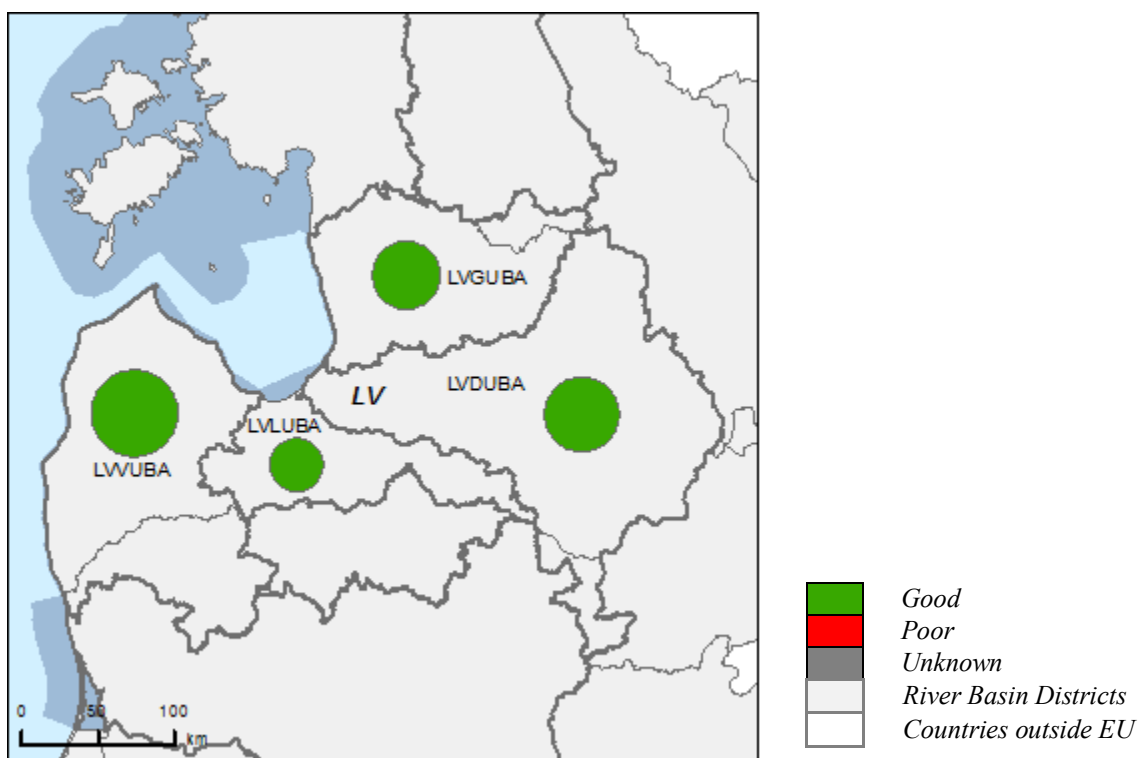 LVGUBA
LVDUBA
LV
LVLUBA
LVVUBA
0 50 100
km
Good
Poor
Unknown
River Basin Districts
Countries outside EU